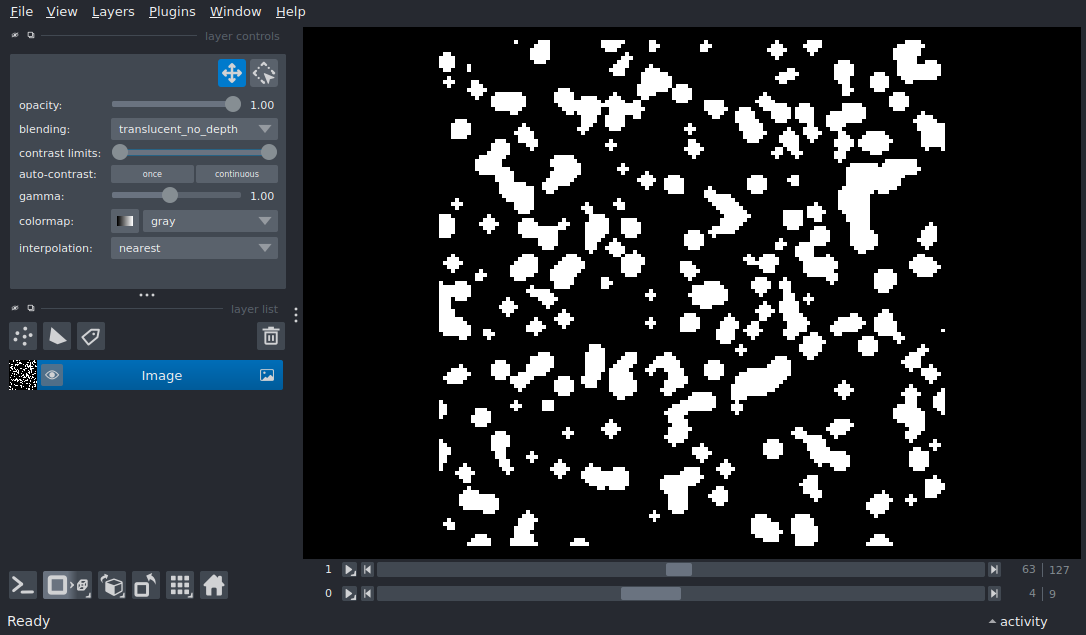 File View Layers Plugins Window Help
layer controls
opacity: 1.00
blending: translucent_no_depth
contrast limits:
auto-contrast: once continuous
gamma: 1.00
colormap: gray
interpolation: nearest
layer list
Image
1 63 127
0 4 9
Ready activity